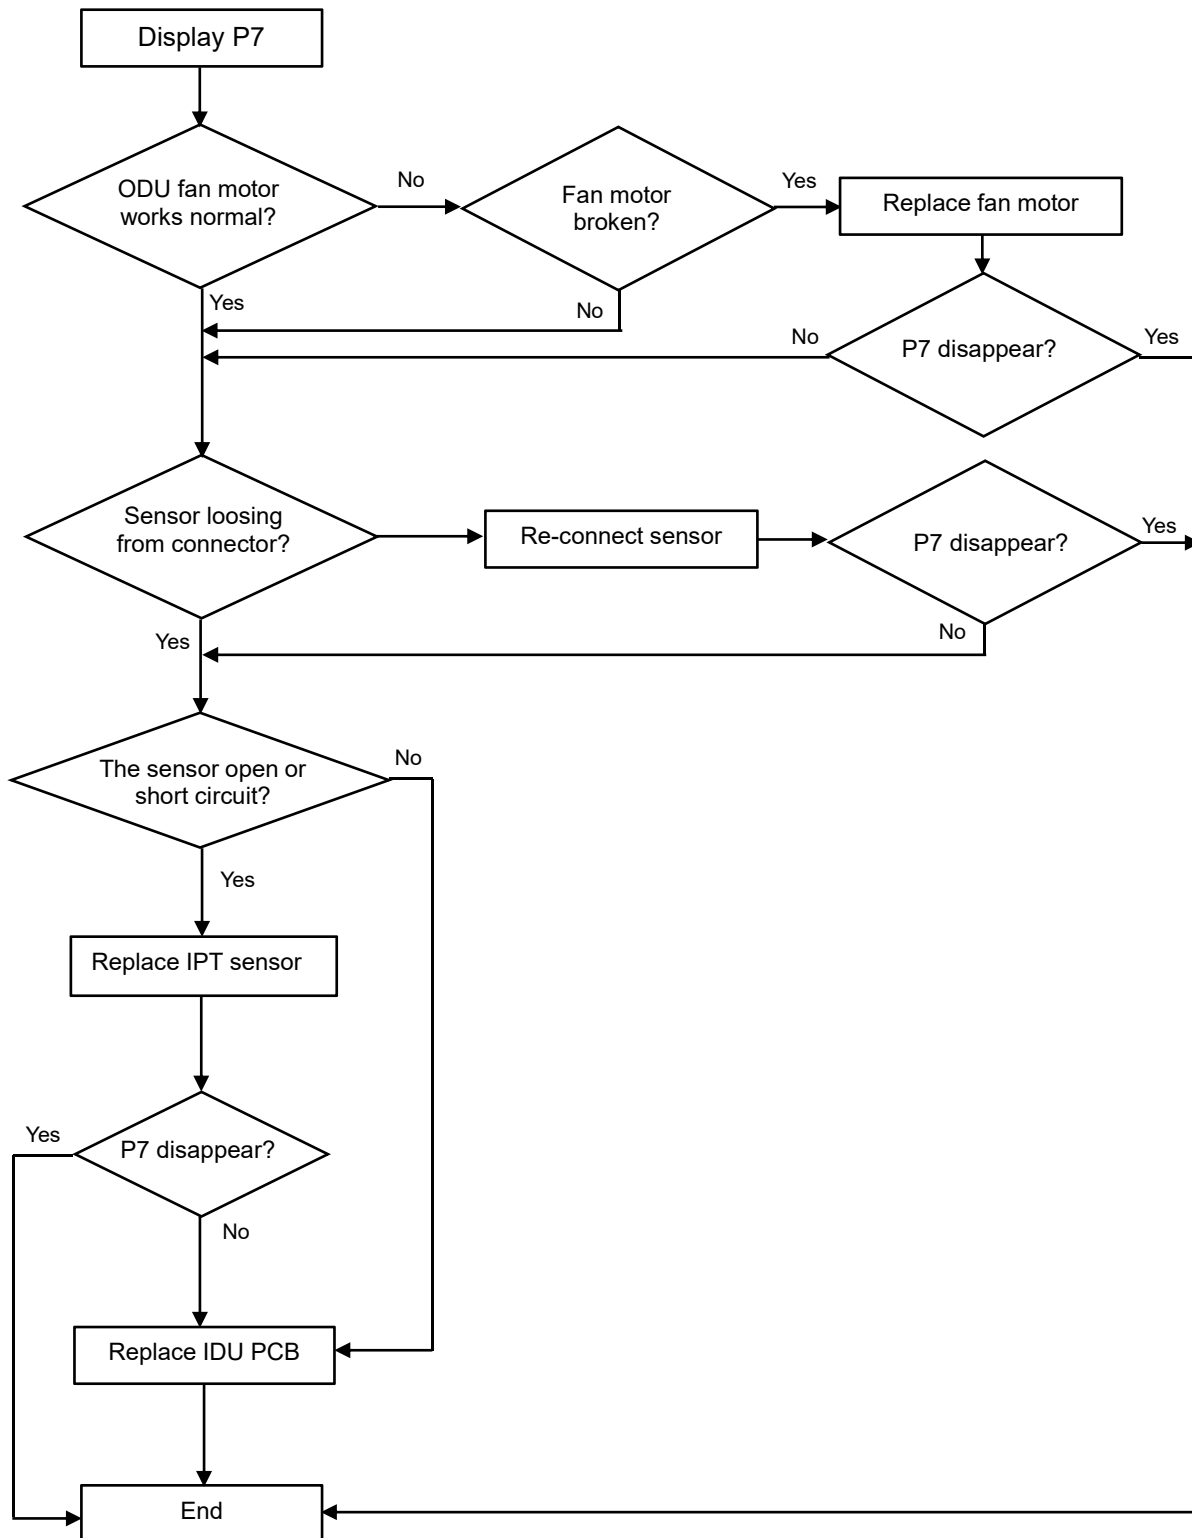 Display P7
ODU fan motor
works normal?
No
Fan motor
broken?
Yes
Replace fan motor
Yes
No
No
P7 disappear?
Yes
Sensor loosing
from connector?
Re-connect sensor
P7 disappear?
Yes
Yes
No
The sensor open or
short circuit?
No
Yes
Replace IPT sensor
Yes
P7 disappear?
No
Replace IDU PCB
End